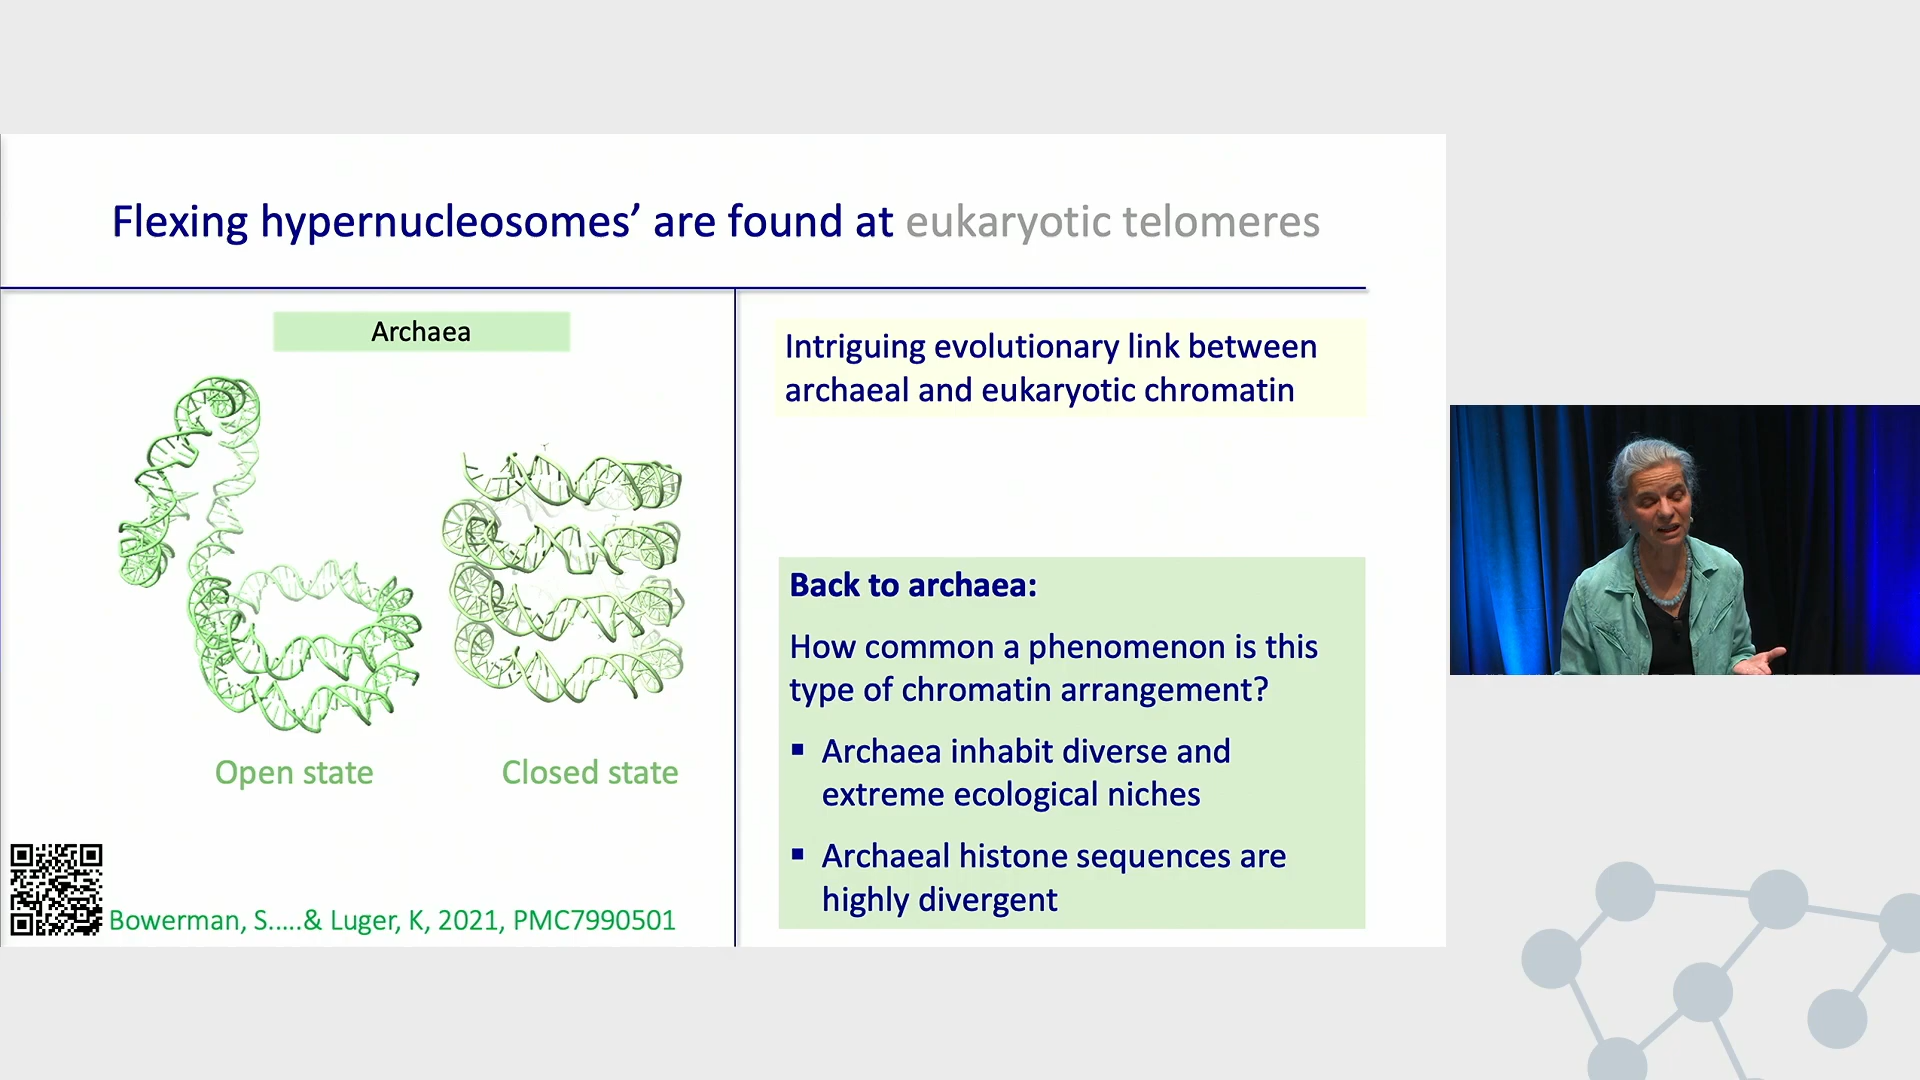 Flexing hypernucleosomes’ are found at eukaryotic telomeres
Archaea
Open state
Closed state
Bowerman, S.....& Luger, K, 2021, PMC7990501
Intriguing evolutionary link between
archaeal and eukaryotic chromatin
Back to archaea:
How common a phenomenon is this
type of chromatin arrangement?
▪ Archaea inhabit diverse and
extreme ecological niches
▪ Archaeal histone sequences are
highly divergent